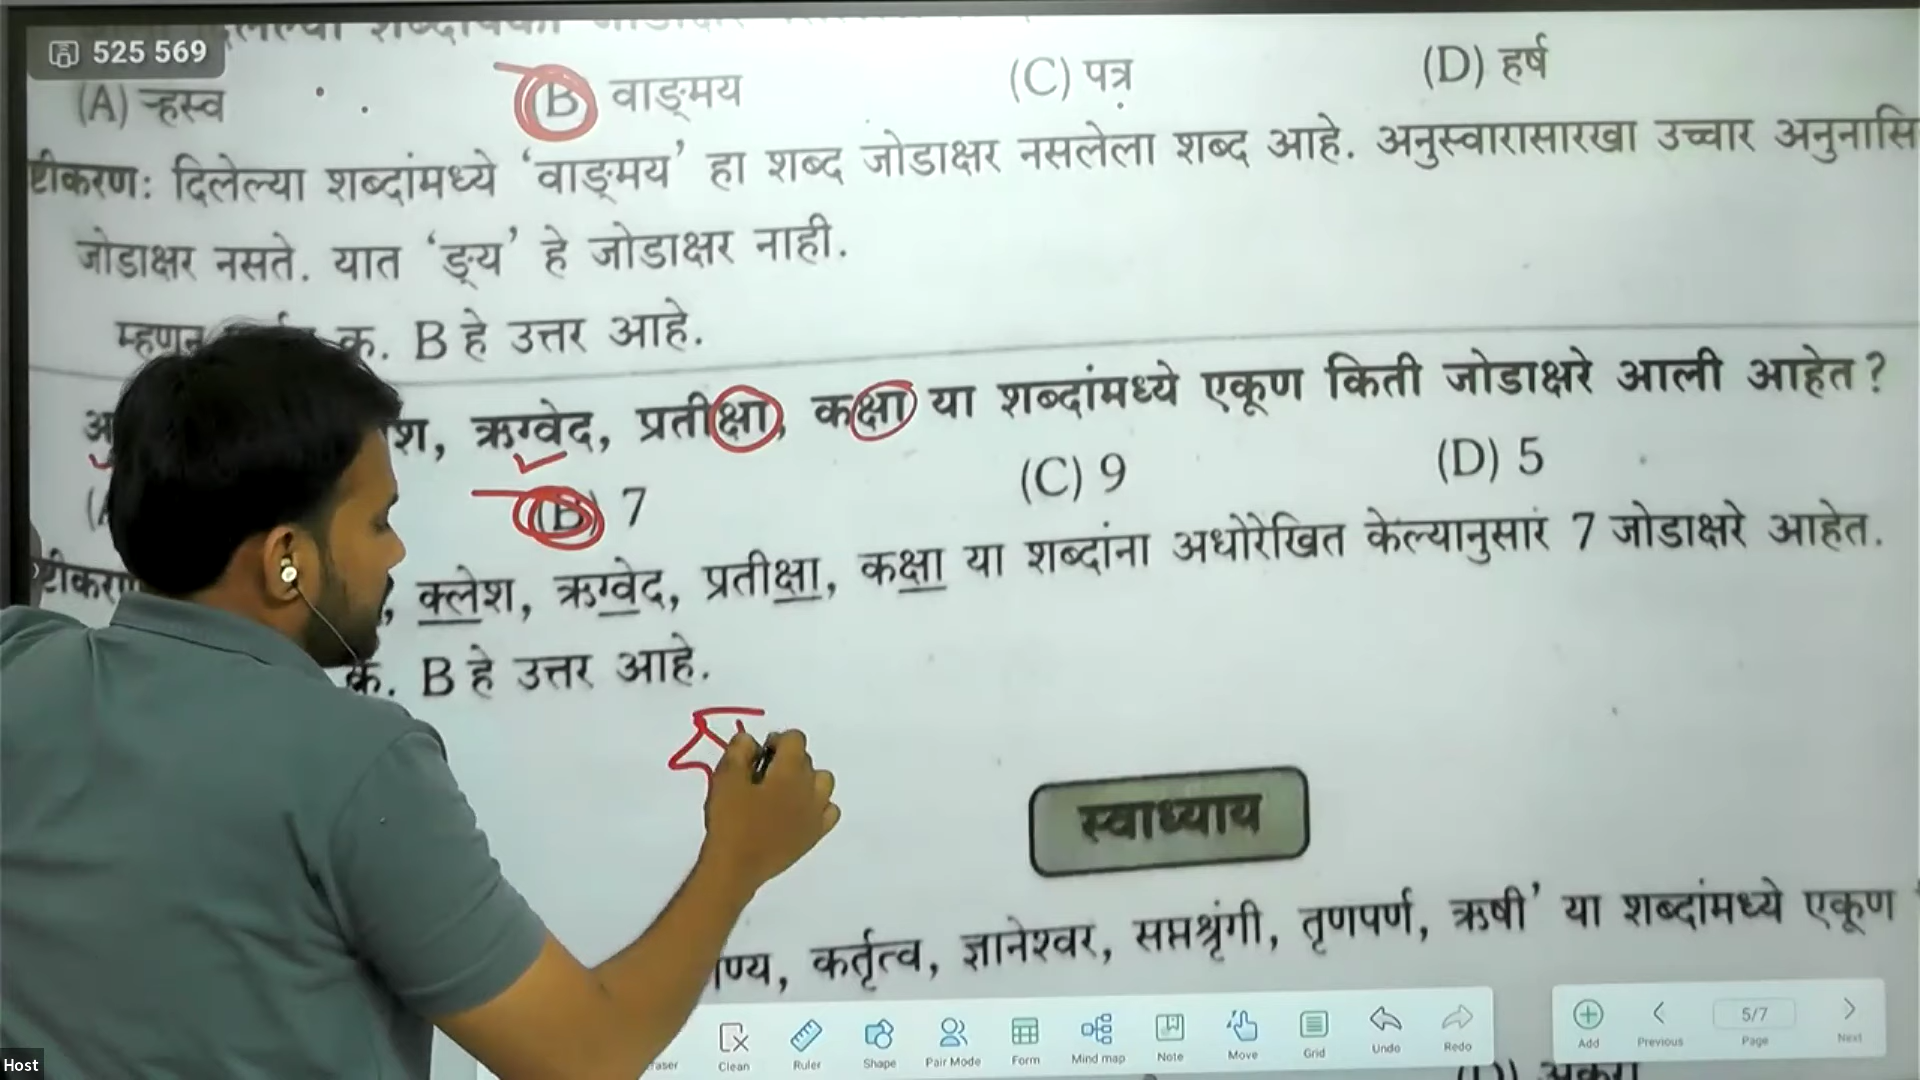 525 569
(A) ऱ्हस्व (B) वाङ्मय (C) पत्र (D) हर्ष
ष्टीकरण: दिलेल्या शब्दांमध्ये ‘वाङ्मय’ हा शब्द जोडाक्षर नसलेला शब्द आहे. अनुस्वारासारखा उच्चार
जोडाक्षर नसते. यात ‘ङ्य’ हे जोडाक्षर नाही.
क्र. B हे उत्तर आहे.
ऋग्वेद, प्रतीक्षा, कक्षा या शब्दांमध्ये एकूण किती जोडाक्षरे आली आहेत?
(B) 7 (C) 9 (D) 5
क्लेश, ऋग्वेद, प्रतीक्षा, कक्षा या शब्दांना अधोरेखित केल्यानुसार 7 जोडाक्षरे आहेत.
क्र. B हे उत्तर आहे.
स्वाध्याय
कर्तृत्व, ज्ञानेश्वर, सप्तश्रृंगी, तृणपर्ण, ऋषी’ या शब्दांमध्ये एकूण
Clean Ruler Shape Pair Mode Form Mind map Note Move Grid Undo Redo Add Previous 5/7 Page Next
Host